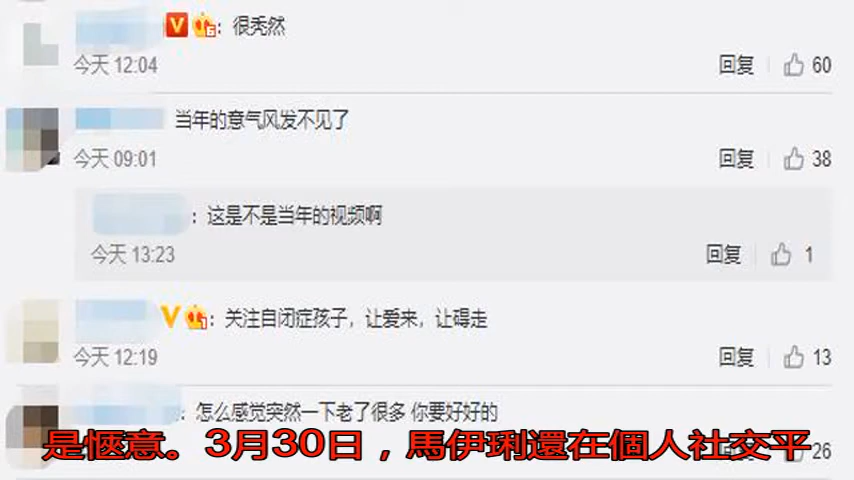 : 很秃然
今天 12:04 回复 60
当年的意气风发不见了
今天 09:01 回复 38
: 这是不是当年的视频啊
今天 13:23 回复 1
: 关注自闭症孩子，让爱来，让碍走
今天 12:19 回复 13
: 怎么感觉突然一下老了很多 你要好好的
是愜意。3月30日，馬伊琍還在個人社交平
26